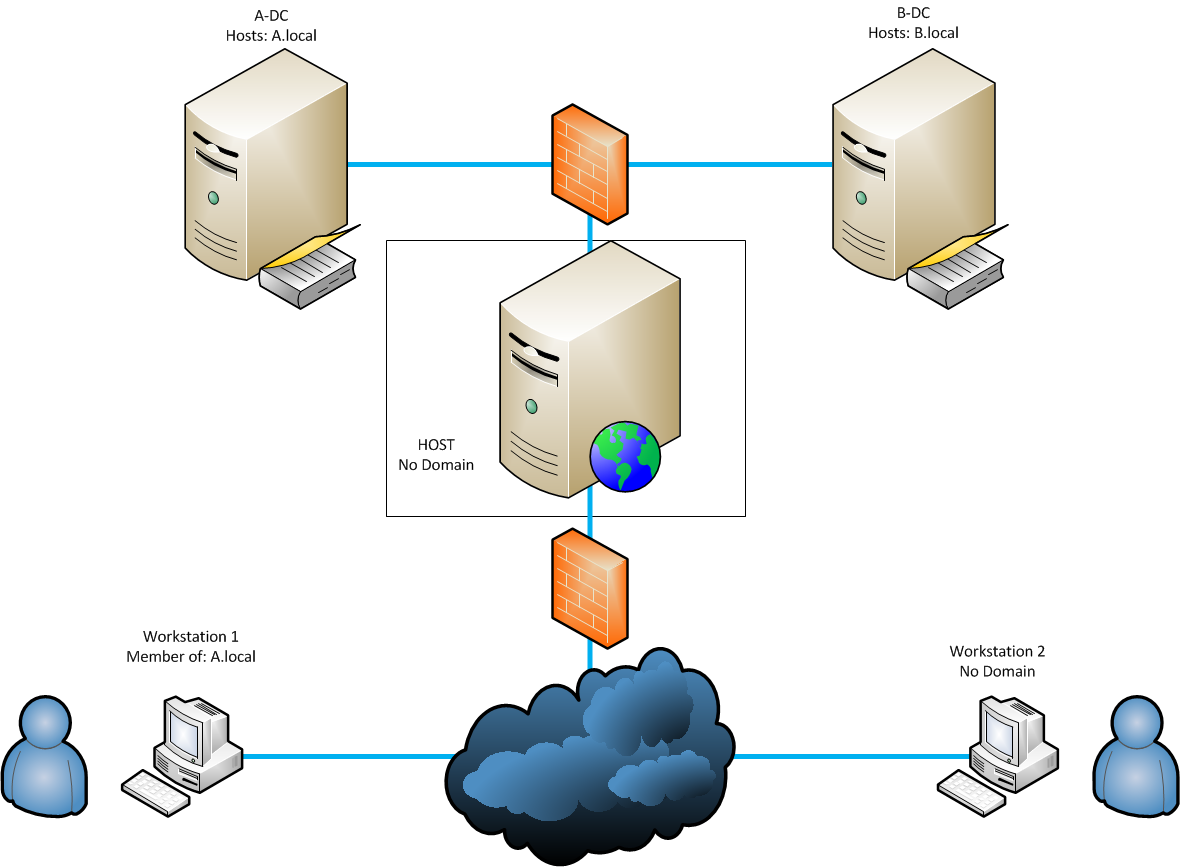 A-DC
Hosts: A.local
B-DC
Hosts: B.local
HOST
No Domain
Workstation 1
Member of: A.local
Workstation 2
No Domain